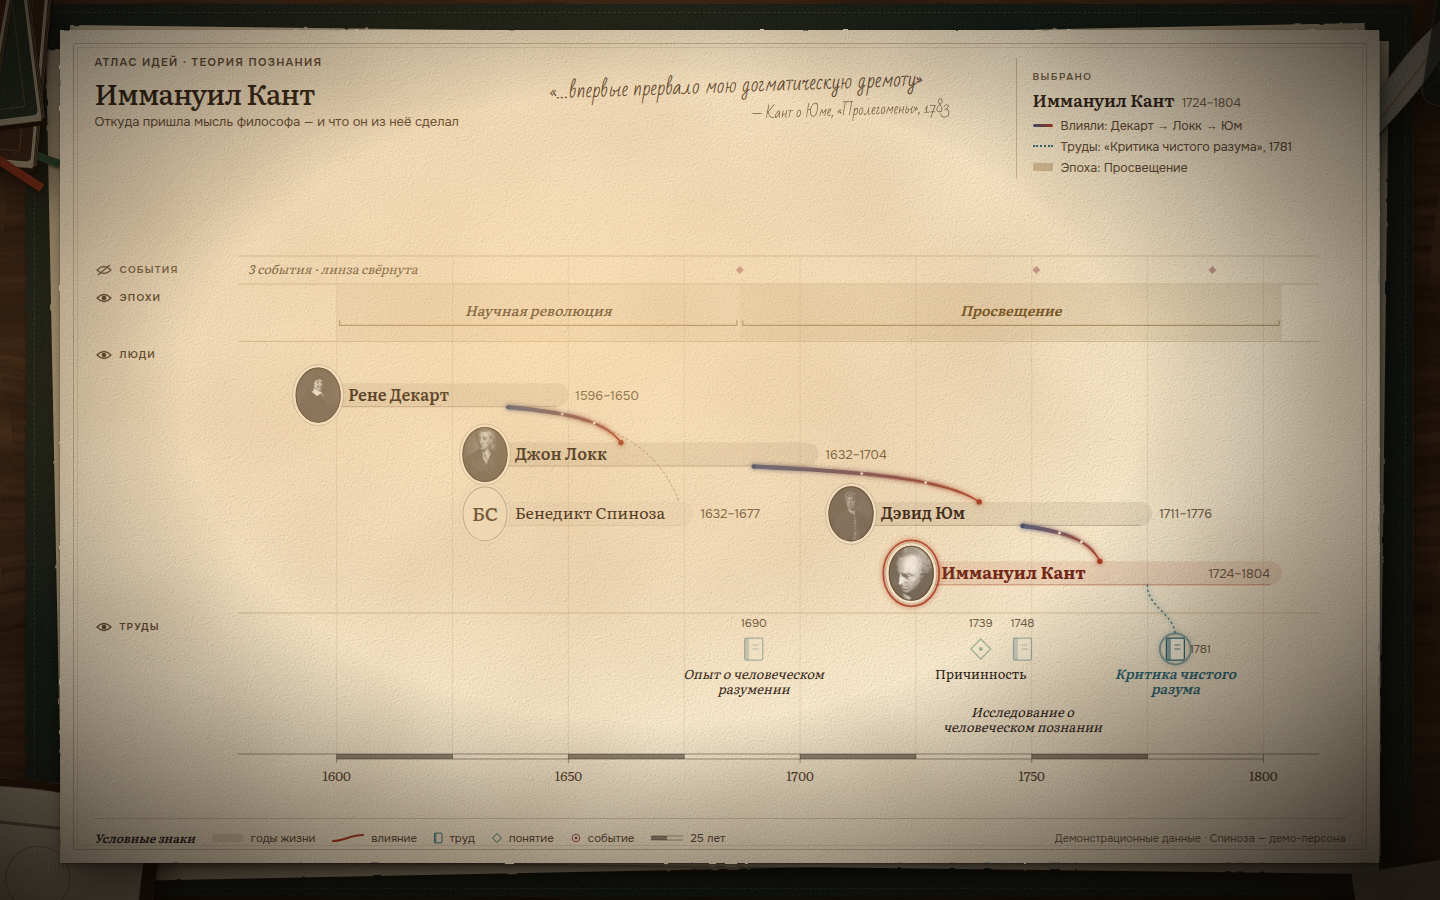 АТЛАС ИДЕЙ · ТЕОРИЯ ПОЗНАНИЯ
Иммануил Кант
Откуда пришла мысль философа — и что он из неё сделал
«...впервые прервало мою догматическую дремоту»
— Кант о Юме, «Пролегомены», 1783
ВЫБРАНО
Иммануил Кант 1724–1804
Влияли: Декарт → Локк → Юм
Труды: «Критика чистого разума», 1781
Эпоха: Просвещение
СОБЫТИЯ
3 события · линза свёрнута
ЭПОХИ
Научная революция
Просвещение
ЛЮДИ
Рене Декарт 1596–1650
Джон Локк 1632–1704
БС Бенедикт Спиноза 1632–1677
Дэвид Юм 1711–1776
Иммануил Кант 1724–1804
ТРУДЫ
1690 1739 1748
1781
Опыт о человеческом разумении
Причинность
Критика чистого разума
Исследование о человеческом познании
1600 1650 1700 1750 1800
Условные знаки годы жизни влияние труд понятие событие 25 лет
Демонстрационные данные · Спиноза — демо-персона